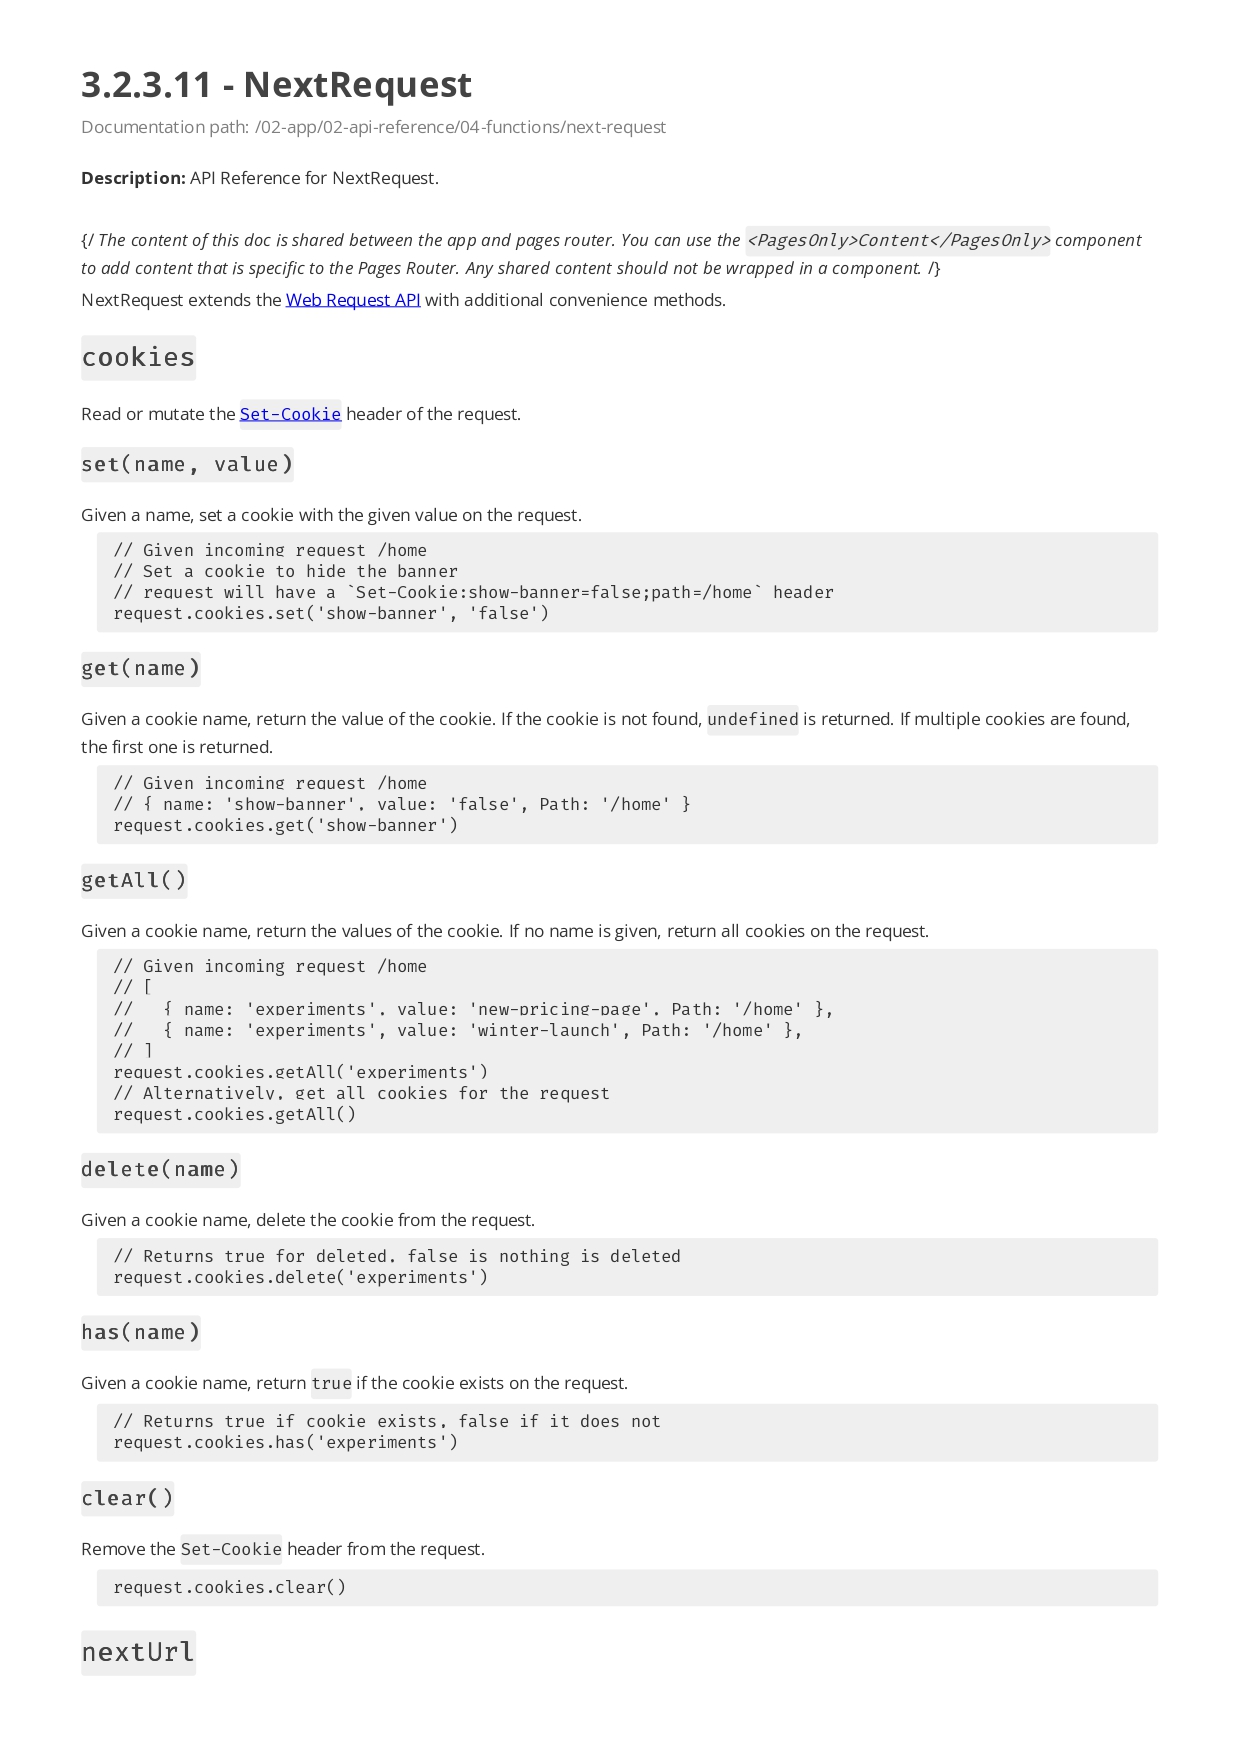 3.2.3.11 - NextRequest
Documentation path: /02-app/02-api-reference/04-functions/next-request
Description: API Reference for NextRequest.
{/ The content of this doc is shared between the app and pages router. You can use the <PagesOnly>Content</PagesOnly> component
to add content that is specific to the Pages Router. Any shared content should not be wrapped in a component. /}
NextRequest extends the Web Request API with additional convenience methods.
cookies
Read or mutate the Set-Cookie header of the request.
set(name, value)
Given a name, set a cookie with the given value on the request.
// Given incoming request /home
// Set a cookie to hide the banner
// request will have a `Set-Cookie:show-banner=false;path=/home` header
request.cookies.set('show-banner', 'false')
get(name)
Given a cookie name, return the value of the cookie. If the cookie is not found, undefined is returned. If multiple cookies are found,
the first one is returned.
// Given incoming request /home
// { name: 'show-banner', value: 'false', Path: '/home' }
request.cookies.get('show-banner')
getAll()
Given a cookie name, return the values of the cookie. If no name is given, return all cookies on the request.
// Given incoming request /home
// [
//   { name: 'experiments', value: 'new-pricing-page', Path: '/home' },
//   { name: 'experiments', value: 'winter-launch', Path: '/home' },
// ]
request.cookies.getAll('experiments')
// Alternatively, get all cookies for the request
request.cookies.getAll()
delete(name)
Given a cookie name, delete the cookie from the request.
// Returns true for deleted, false is nothing is deleted
request.cookies.delete('experiments')
has(name)
Given a cookie name, return true if the cookie exists on the request.
// Returns true if cookie exists, false if it does not
request.cookies.has('experiments')
clear()
Remove the Set-Cookie header from the request.
request.cookies.clear()
nextUrl